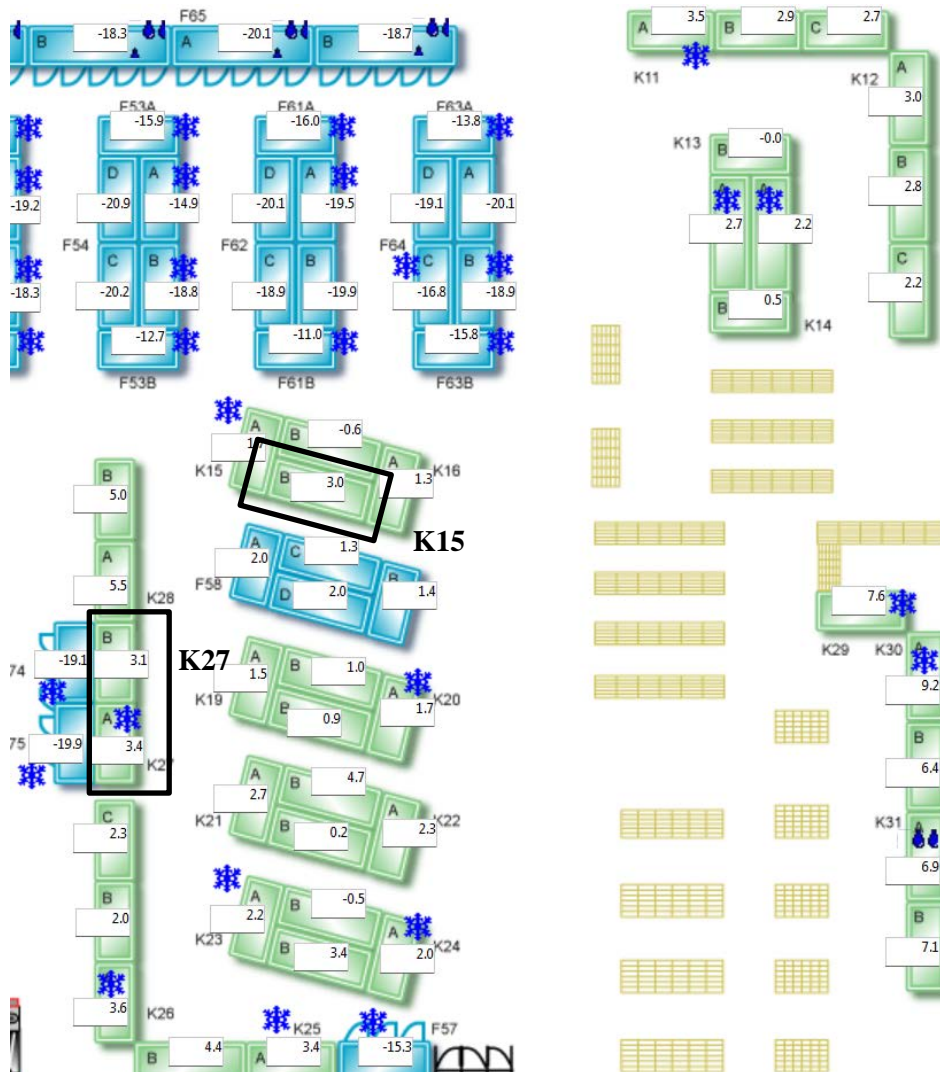 F65
B -18.3 A -20.1 B -18.7
A 3.5 B 2.9 C 2.7
K11 K12
A 3.0
B 2.8
C 2.2
F53A F61A F63A
-15.9 -16.0 -13.8
D A D A D A
-19.2 -20.9 -14.9 -20.1 -19.5 -19.1 -20.1
F54 F62 F64
C B C B C B
-18.3 -20.2 -18.8 -18.9 -19.9 -16.8 -18.9
-12.7 -11.0 -15.8
F53B F61B F63B
K13 B -0.0
2.7 2.2
B 0.5
K14
A B -0.6
K15 B 3.0 A 1.3 K16
K15
B 5.0
A 5.5
K28
A 2.0 C 1.3
F58 D 2.0 B 1.4
B 3.1
K27
-19.1
74
A 3.4
K27
-19.9
75
A 1.5 B 1.0
K19 B 0.9 A 1.7 K20
A 2.7 B 4.7
K21 B 0.2 A 2.3 K22
A 2.2 B -0.5
K23 B 3.4 A 2.0 K24
C 2.3
B 2.0
3.6
K26
K25 F57
B 4.4 A 3.4 -15.3
7.6
K29 K30
A 9.2
B 6.4
K31
6.9
B 7.1